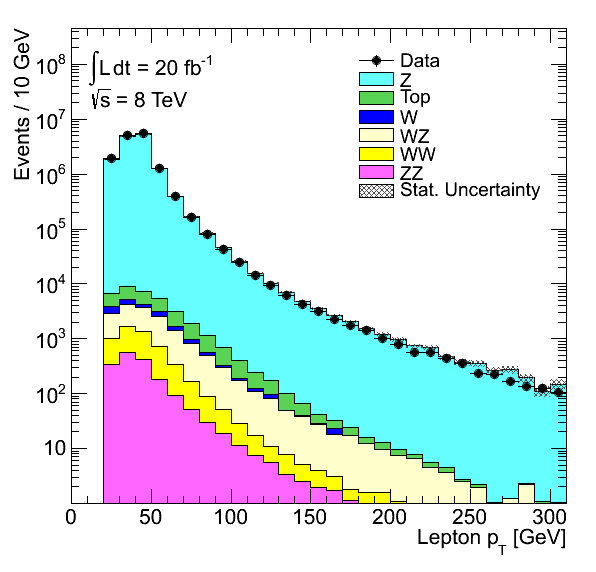 ∫L dt = 20 fb⁻¹
√s = 8 TeV
Data
Z
Top
W
WZ
WW
ZZ
Stat. Uncertainty
Events / 10 GeV
10⁸
10⁷
10⁶
10⁵
10⁴
10³
10²
10
0 50 100 150 200 250 300
Lepton p_T [GeV]